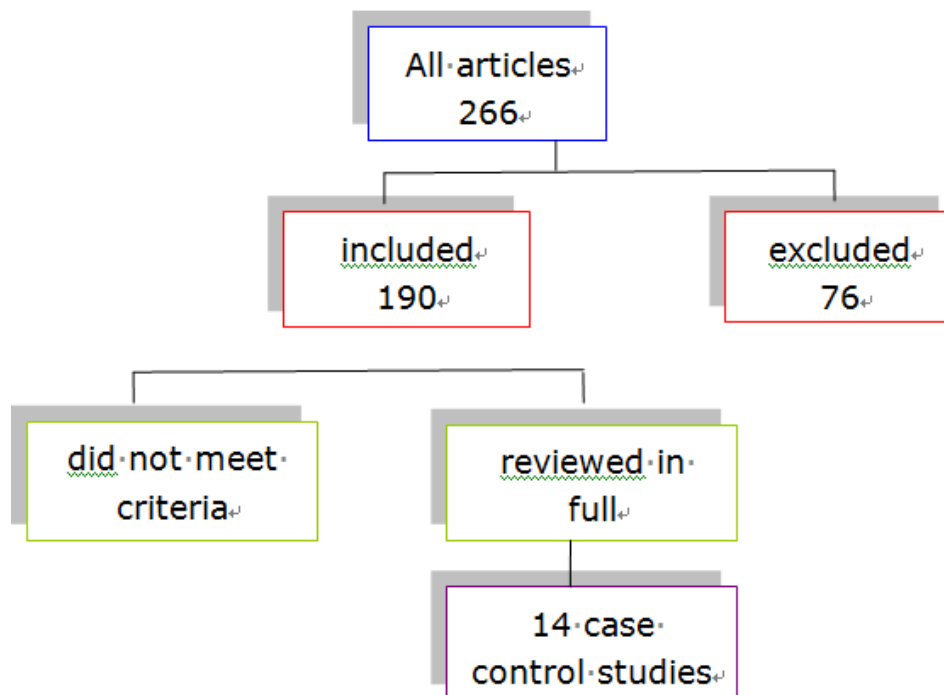 All articles
266
included
190
excluded
76
did not meet
criteria
reviewed in
full
14 case
control studies